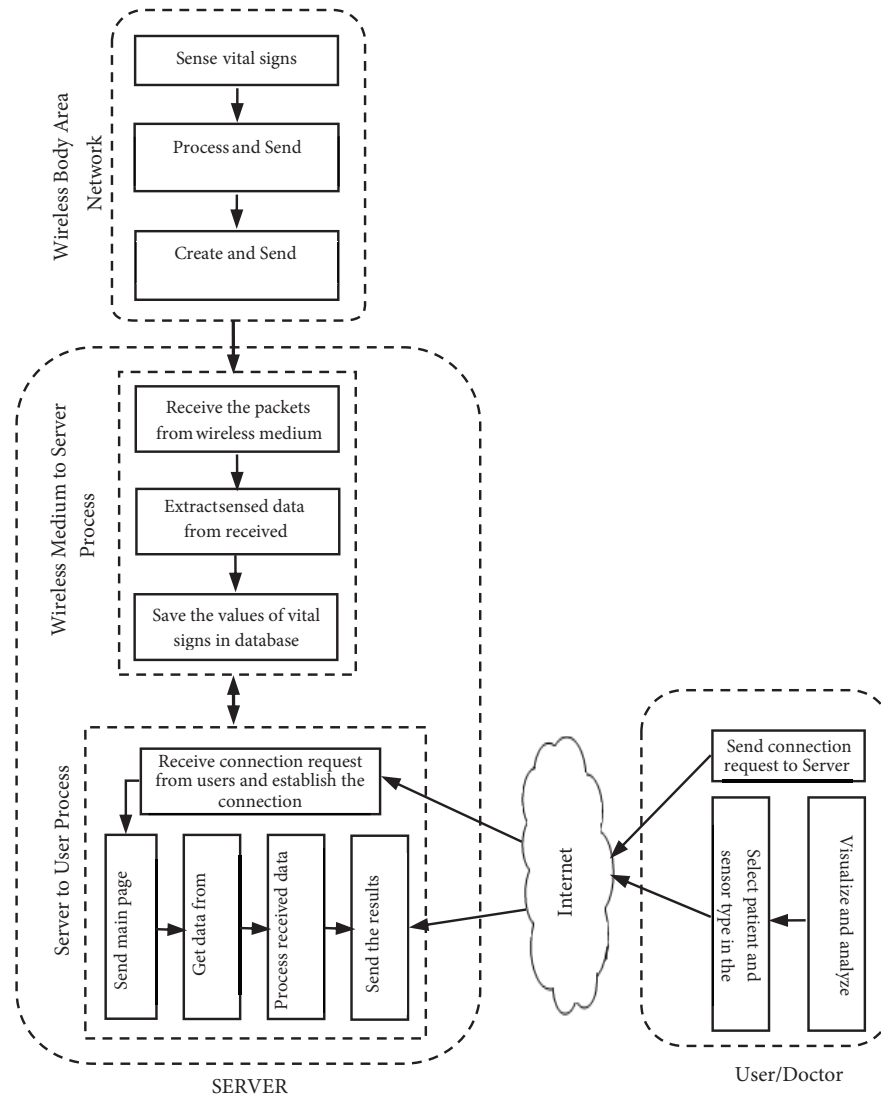 Wireless Body Area
Network
Sense vital signs
Process and Send
Create and Send
Wireless Medium to Server
Process
Receive the packets
from wireless medium
Extractsensed data
from received
Save the values of vital
signs in database
Server to User Process
Receive connection request
from users and establish the
connection
Send main page
Get data from
Process received data
Send the results
SERVER
Internet
Send connection
request to Server
Select patient and
sensor type in the
Visualize and analyze
User/Doctor